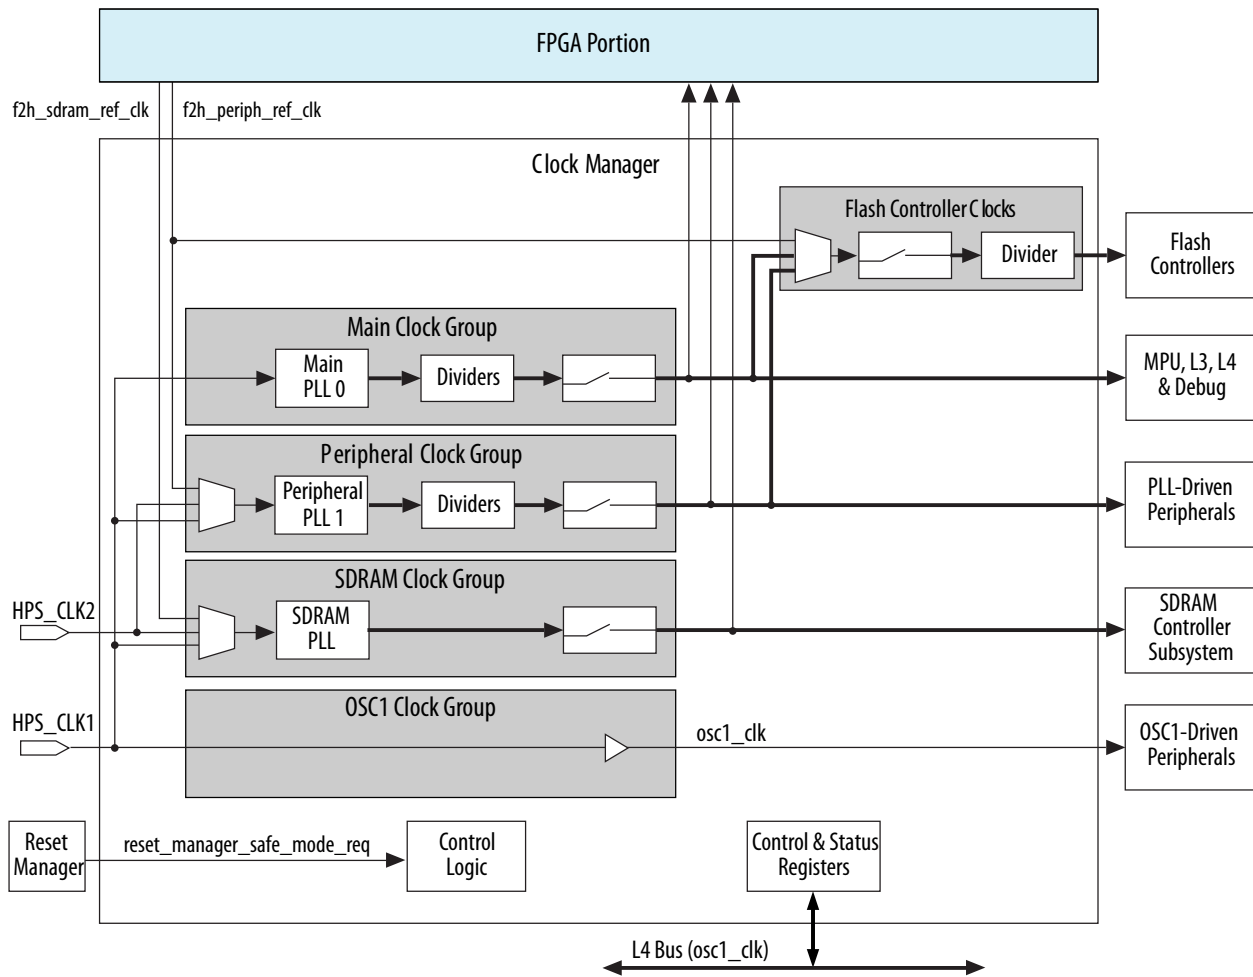 FPGA Portion
f2h_sdram_ref_clk
f2h_periph_ref_clk
Clock Manager
Flash Controller Clocks
Divider
Flash
Controllers
Main Clock Group
Main
PLL 0
Dividers
MPU, L3, L4
& Debug
Peripheral Clock Group
Peripheral
PLL 1
Dividers
PLL-Driven
Peripherals
SDRAM Clock Group
HPS_CLK2
SDRAM
PLL
SDRAM
Controller
Subsystem
OSC1 Clock Group
HPS_CLK1
osc1_clk
OSC1-Driven
Peripherals
Reset
Manager
reset_manager_safe_mode_req
Control
Logic
Control & Status
Registers
L4 Bus (osc1_clk)